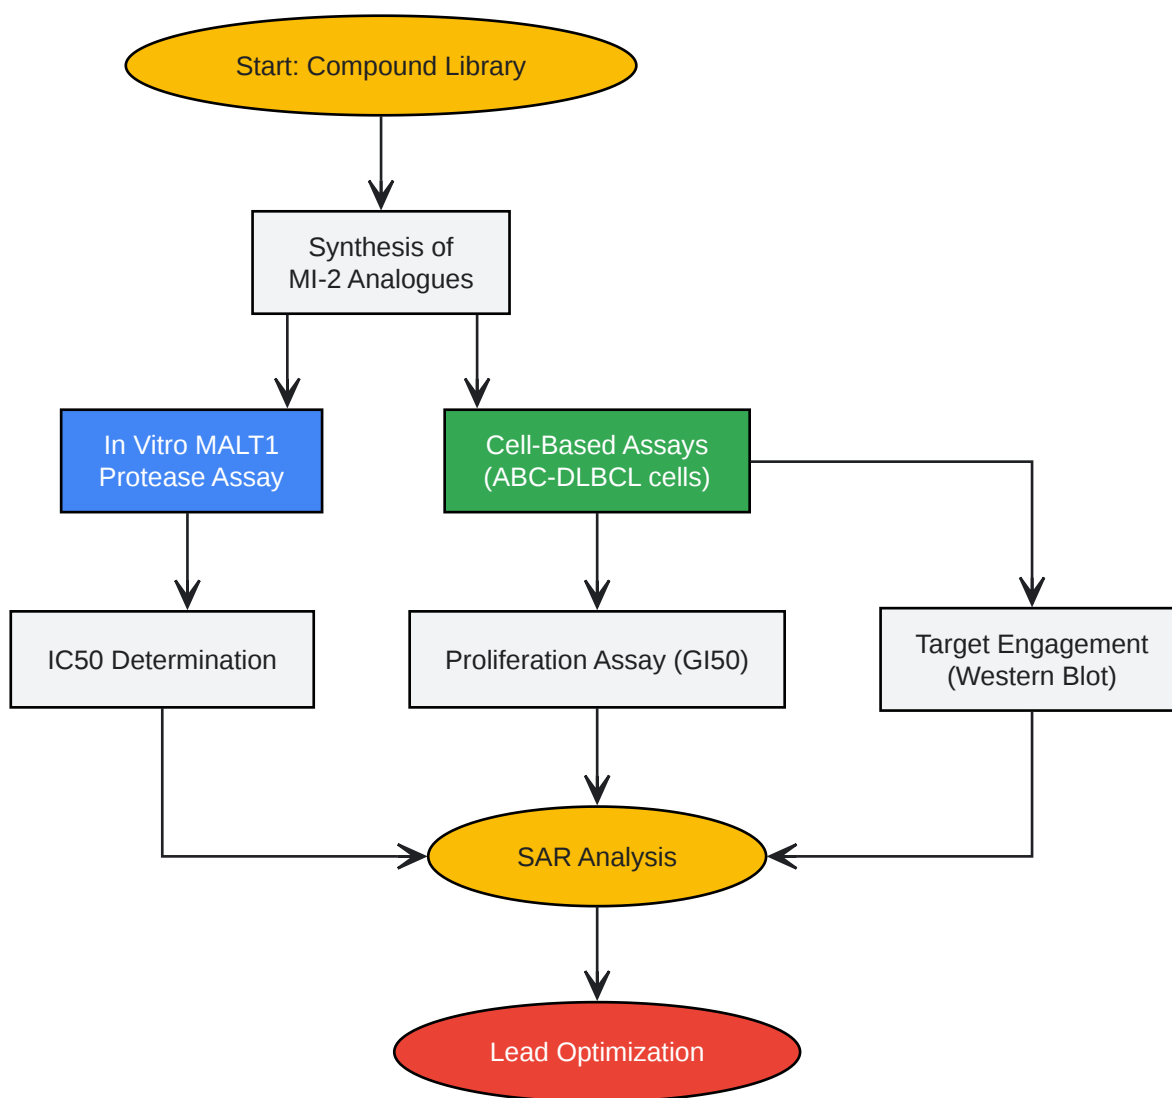 Start: Compound Library
Synthesis of
MI-2 Analogues
In Vitro MALT1
Protease Assay
Cell-Based Assays
(ABC-DLBCL cells)
IC50 Determination
Proliferation Assay (GI50)
Target Engagement
(Western Blot)
SAR Analysis
Lead Optimization